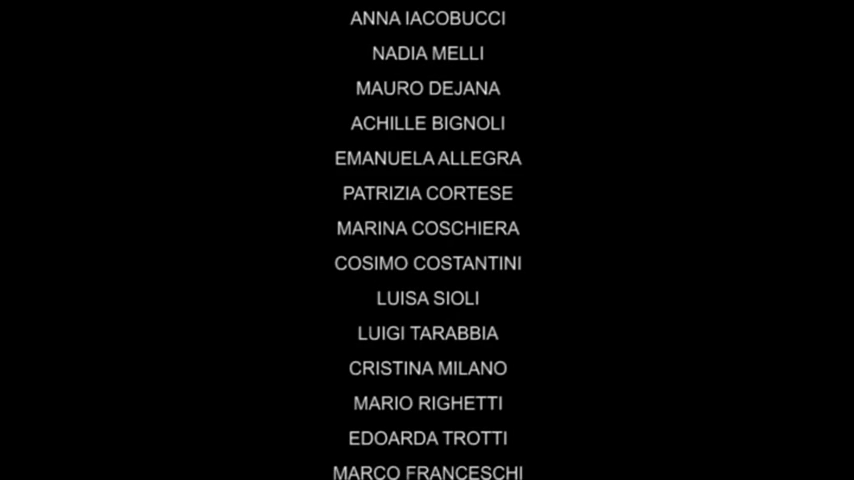 ANNA IACOBUCCI
NADIA MELLI
MAURO DEJANA
ACHILLE BIGNOLI
EMANUELA ALLEGRA
PATRIZIA CORTESE
MARINA COSCHIERA
COSIMO COSTANTINI
LUISA SIOLI
LUIGI TARABBIA
CRISTINA MILANO
MARIO RIGHETTI
EDOARDA TROTTI
MARCO FRANCESCHI